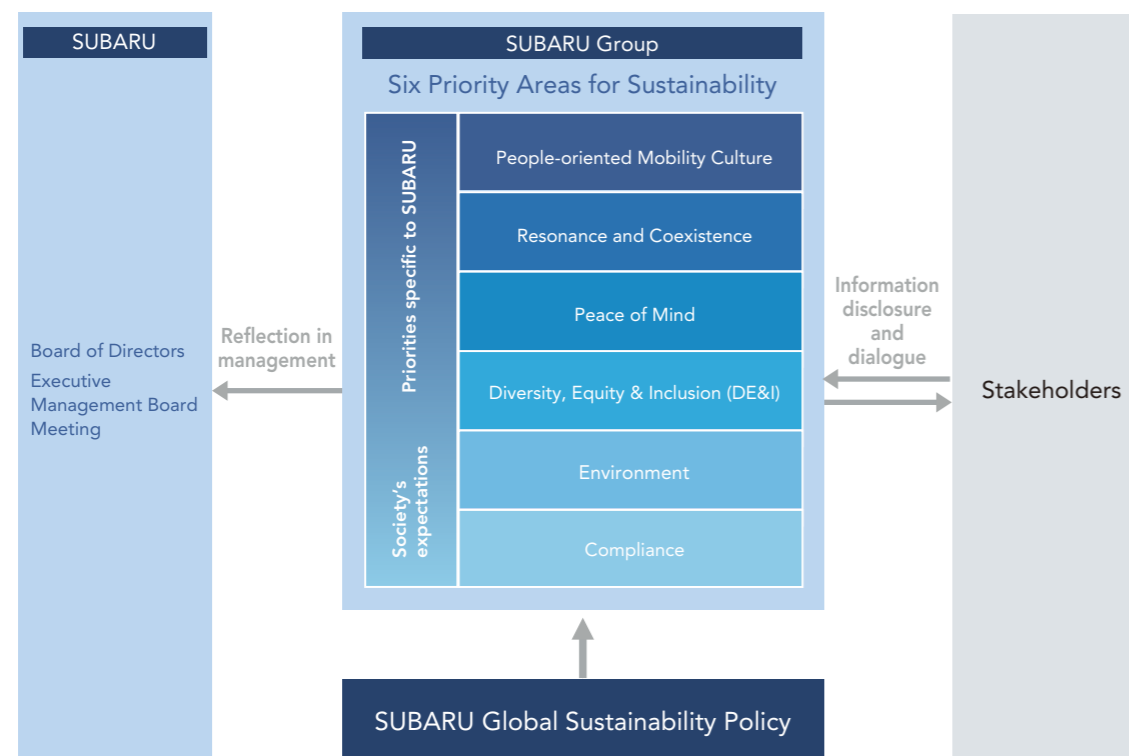 SUBARU
Board of Directors
Executive
Management Board
Meeting
Reflection in
management
SUBARU Group
Six Priority Areas for Sustainability
Priorities specific to SUBARU
Society's
expectations
People-oriented Mobility Culture
Resonance and Coexistence
Peace of Mind
Diversity, Equity & Inclusion (DE&I)
Environment
Compliance
Information
disclosure
and
dialogue
Stakeholders
SUBARU Global Sustainability Policy